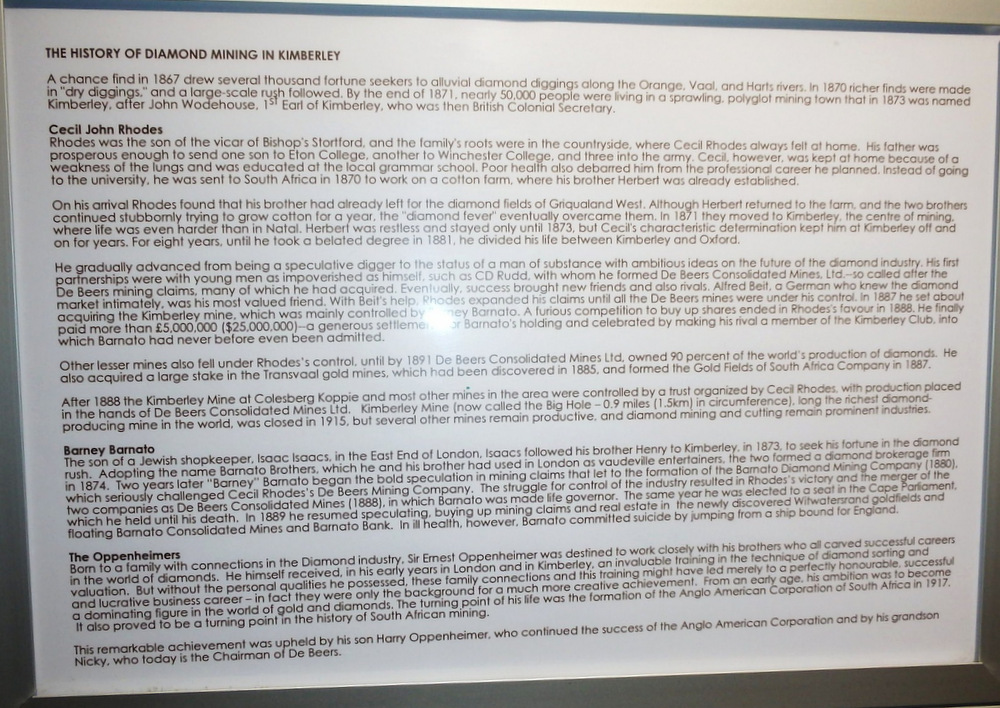 THE HISTORY OF DIAMOND MINING IN KIMBERLEY
A chance find in 1867 drew several thousand fortune seekers to alluvial diamond diggings along the Orange, Vaal, and Harts rivers. In 1870 richer finds were made
in "dry diggings," and a large-scale rush followed. By the end of 1871, nearly 50,000 people were living in a sprawling, polyglot mining town that in 1873 was named
Kimberley, after John Wodehouse, 1ST Earl of Kimberley, who was then British Colonial Secretary.
Cecil John Rhodes
Rhodes was the son of the vicar of Bishop's Stortford, and the family's roots were in the countryside, where Cecil Rhodes always felt at home. His father was
prosperous enough to send one son to Eton College, another to Winchester College, and three into the army. Cecil, however, was kept at home because of a
weakness of the lungs and was educated at the local grammar school. Poor health also debarred him from the professional career he planned. Instead of going
to the university, he was sent to South Africa in 1870 to work on a cotton farm, where his brother Herbert was already established.
On his arrival Rhodes found that his brother had already left for the diamond fields of Griqualand West. Although Herbert returned to the farm, and the two brothers
continued stubbornly trying to grow cotton for a year, the "diamond fever" eventually overcame them. In 1871 they moved to Kimberley, the centre of mining,
where life was even harder than in Natal. Herbert was restless and stayed only until 1873, but Cecil's characteristic determination kept him at Kimberley off and
on for years. For eight years, until he took a belated degree in 1881, he divided his life between Kimberley and Oxford.
He gradually advanced from being a speculative digger to the status of a man of substance with ambitious ideas on the future of the diamond industry. His first
partnerships were with young men as impoverished as himself, such as CD Rudd, with whom he formed De Beers Consolidated Mines, Ltd.--so called after the
De Beers mining claims, many of which he had acquired. Eventually, success brought new friends and also rivals. Alfred Beit, a German who knew the diamond
market intimately, was his most valued friend. With Beit's help, Rhodes expanded his claims until all the De Beers mines were under his control. In 1887 he set about
acquiring the Kimberley mine, which was mainly controlled by ney Barnato. A furious competition to buy up shares ended in Rhodes's favour in 1888. He finally
paid more than £5,000,000 ($25,000,000)--a generous settlemen or Barnato's holding and celebrated by making his rival a member of the Kimberley Club, into
which Barnato had never before even been admitted.
Other lesser mines also fell under Rhodes's control, until by 1891 De Beers Consolidated Mines Ltd, owned 90 percent of the world's production of diamonds. He
also acquired a large stake in the Transvaal gold mines, which had been discovered in 1885, and formed the Gold Fields of South Africa Company in 1887.
After 1888 the Kimberley Mine at Colesberg Koppie and most other mines in the area were controlled by a trust organized by Cecil Rhodes, with production placed
in the hands of De Beers Consolidated Mines Ltd. Kimberley Mine (now called the Big Hole – 0.9 miles (1.5km) in circumference), long the richest diamond-
producing mine in the world, was closed in 1915, but several other mines remain productive, and diamond mining and cutting remain prominent industries.
Barney Barnato
The son of a Jewish shopkeeper, Isaac Isaacs, in the East End of London, Isaacs followed his brother Henry to Kimberley, in 1873, to seek his fortune in the diamond
rush. Adopting the name Barnato Brothers, which he and his brother had used in London as vaudeville entertainers, the two formed a diamond brokerage firm
in 1874. Two years later "Barney" Barnato began the bold speculation in mining claims that let to the formation of the Barnato Diamond Mining Company (1880),
which seriously challenged Cecil Rhodes's De Beers Mining Company. The struggle for control of the industry resulted in Rhodes's victory and the merger of the
two companies as De Beers Consolidated Mines (1888), in which Barnato was made life governor. The same year he was elected to a seat in the Cape Parliament,
which he held until his death. In 1889 he resumed speculating, buying up mining claims and real estate in the newly discovered Witwatersrand goldfields and
floating Barnato Consolidated Mines and Barnato Bank. In ill health, however, Barnato committed suicide by jumping from a ship bound for England.
The Oppenheimers
Born to a family with connections in the Diamond industry, Sir Ernest Oppenheimer was destined to work closely with his brothers who all carved successful careers
in the world of diamonds. He himself received, in his early years in London and in Kimberley, an invaluable training in the technique of diamond sorting and
valuation. But without the personal qualities he possessed, these family connections and this training might have led merely to a perfectly honourable, successful
and lucrative business career – in fact they were only the background for a much more creative achievement. From an early age, his ambition was to become
a dominating figure in the world of gold and diamonds. The turning point of his life was the formation of the Anglo American Corporation of South Africa in 1917.
It also proved to be a turning point in the history of South African mining.
This remarkable achievement was upheld by his son Harry Oppenheimer, who continued the success of the Anglo American Corporation and by his grandson
Nicky, who today is the Chairman of De Beers.